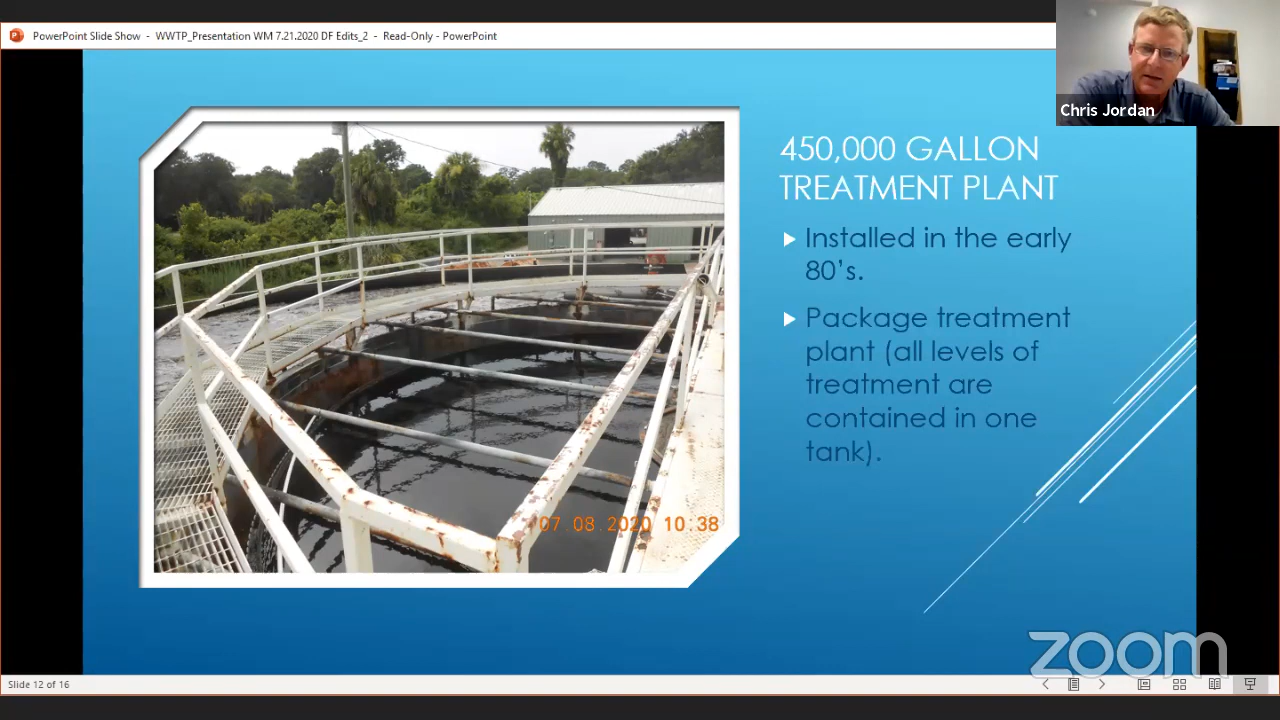 PowerPoint Slide Show - WWTP_Presentation WM 7.21.2020 DF Edits_2 - Read-Only - PowerPoint
Chris Jordan
450,000 GALLON
TREATMENT PLANT
Installed in the early
80’s.
Package treatment
plant (all levels of
treatment are
contained in one
tank).
07.08.2020 10:38
zoom
Slide 12 of 16